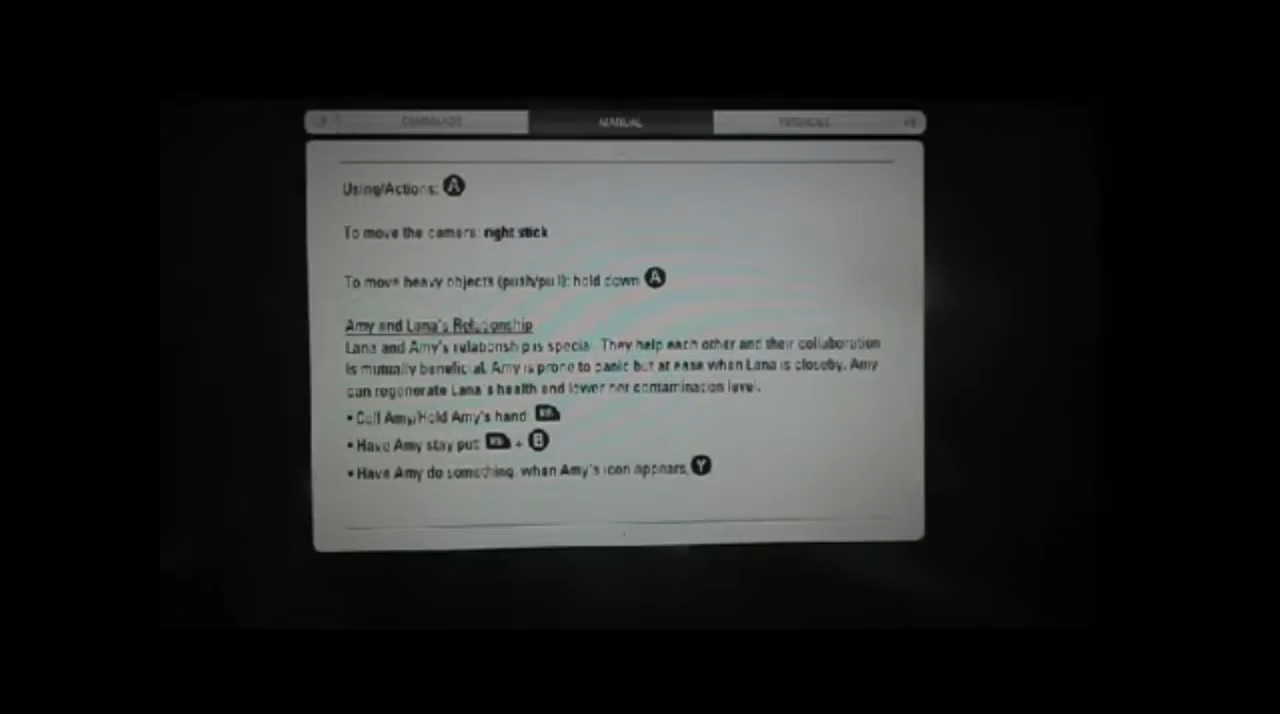 COMMANDS MANUAL TUTORIALS
Using/Actions: A
To move the camera: right stick
To move heavy objects (push/pull): hold down A
Amy and Lana's Relationship
Lana and Amy's relationship is special. They help each other and their collaboration
is mutually beneficial. Amy is prone to panic but at ease when Lana is closeby. Amy
can regenerate Lana's health and lower her contamination level.
• Call Amy/Hold Amy's hand: RB
• Have Amy stay put: RB + B
• Have Amy do something, when Amy's icon appears: Y